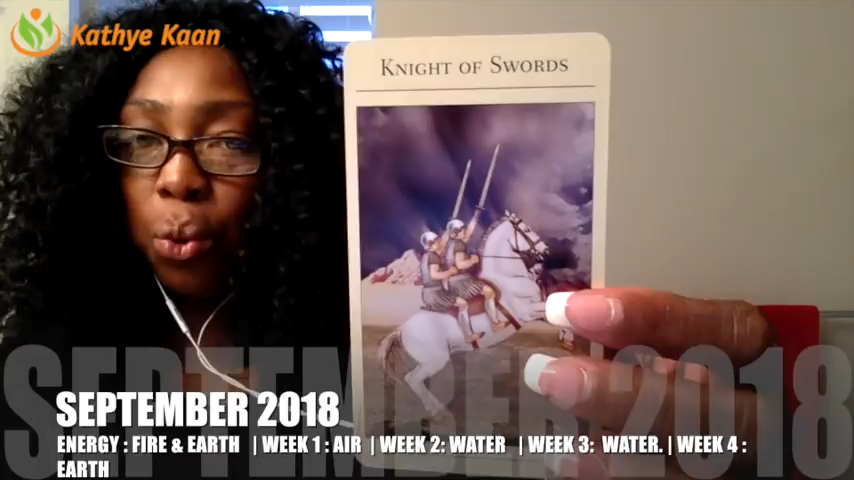 Kathye Kaan
KNIGHT OF SWORDS
SEPTEMBER 2018
SEPTEMBER 2018
ENERGY : FIRE & EARTH | WEEK 1 : AIR | WEEK 2: WATER | WEEK 3: WATER. | WEEK 4 :
EARTH